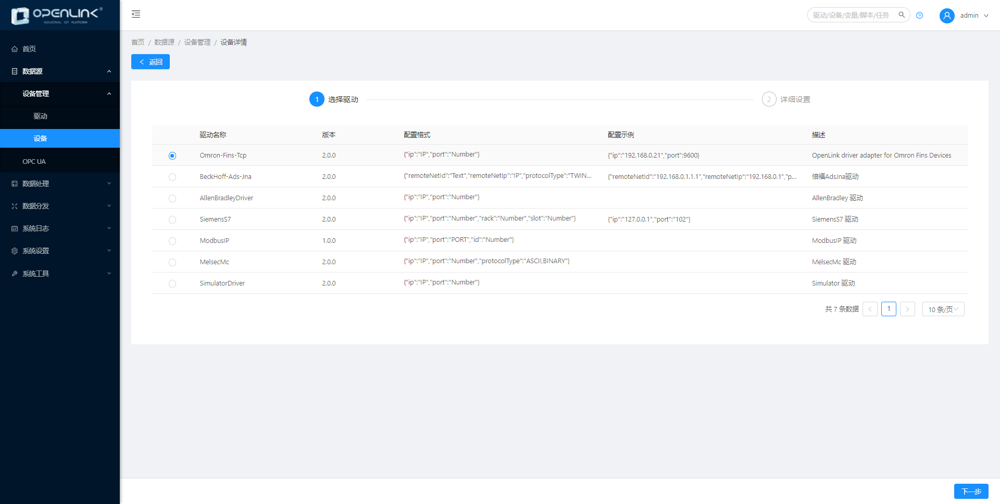 OPENLINK®
INDUSTRIAL IOT PLATFORM
驱动/设备/变量/脚本/任务
admin
首页
数据源
设备管理
驱动
设备
OPC UA
数据处理
数据分发
系统日志
系统设置
系统工具
首页 / 数据源 / 设备管理 / 设备详情
< 返回
1 选择驱动
2 详细设置
驱动名称 版本 配置格式 配置示例 描述
Omron-Fins-Tcp 2.0.0 {"ip":"IP","port":"Number"} {"ip":"192.168.0.21","port":9600} OpenLink driver adapter for Omron Fins Devices
BeckHoff-Ads-Jna 2.0.0 {"remoteNetId":"Text","remoteNetIp":"IP","protocolType":"TWIN... {"remoteNetId":"192.168.0.1.1.1","remoteNetIp":"192.168.0.1","p... 倍福AdsJna驱动
AllenBradleyDriver 2.0.0 {"ip":"IP","port":"Number"} AllenBradley 驱动
SiemensS7 2.0.0 {"ip":"IP","port":"Number","rack":"Number","slot":"Number"} {"ip":"127.0.0.1","port":"102"} SiemensS7 驱动
ModbusIP 1.0.0 {"ip":"IP","port":"PORT","id":"Number"} ModbusIP 驱动
MelsecMc 2.0.0 {"ip":"IP","port":"Number","protocolType":"ASCII,BINARY"} MelsecMc 驱动
SimulatorDriver 2.0.0 {"ip":"IP","port":"Number"} Simulator 驱动
共 7 条数据 < 1 > 10 条/页
下一步